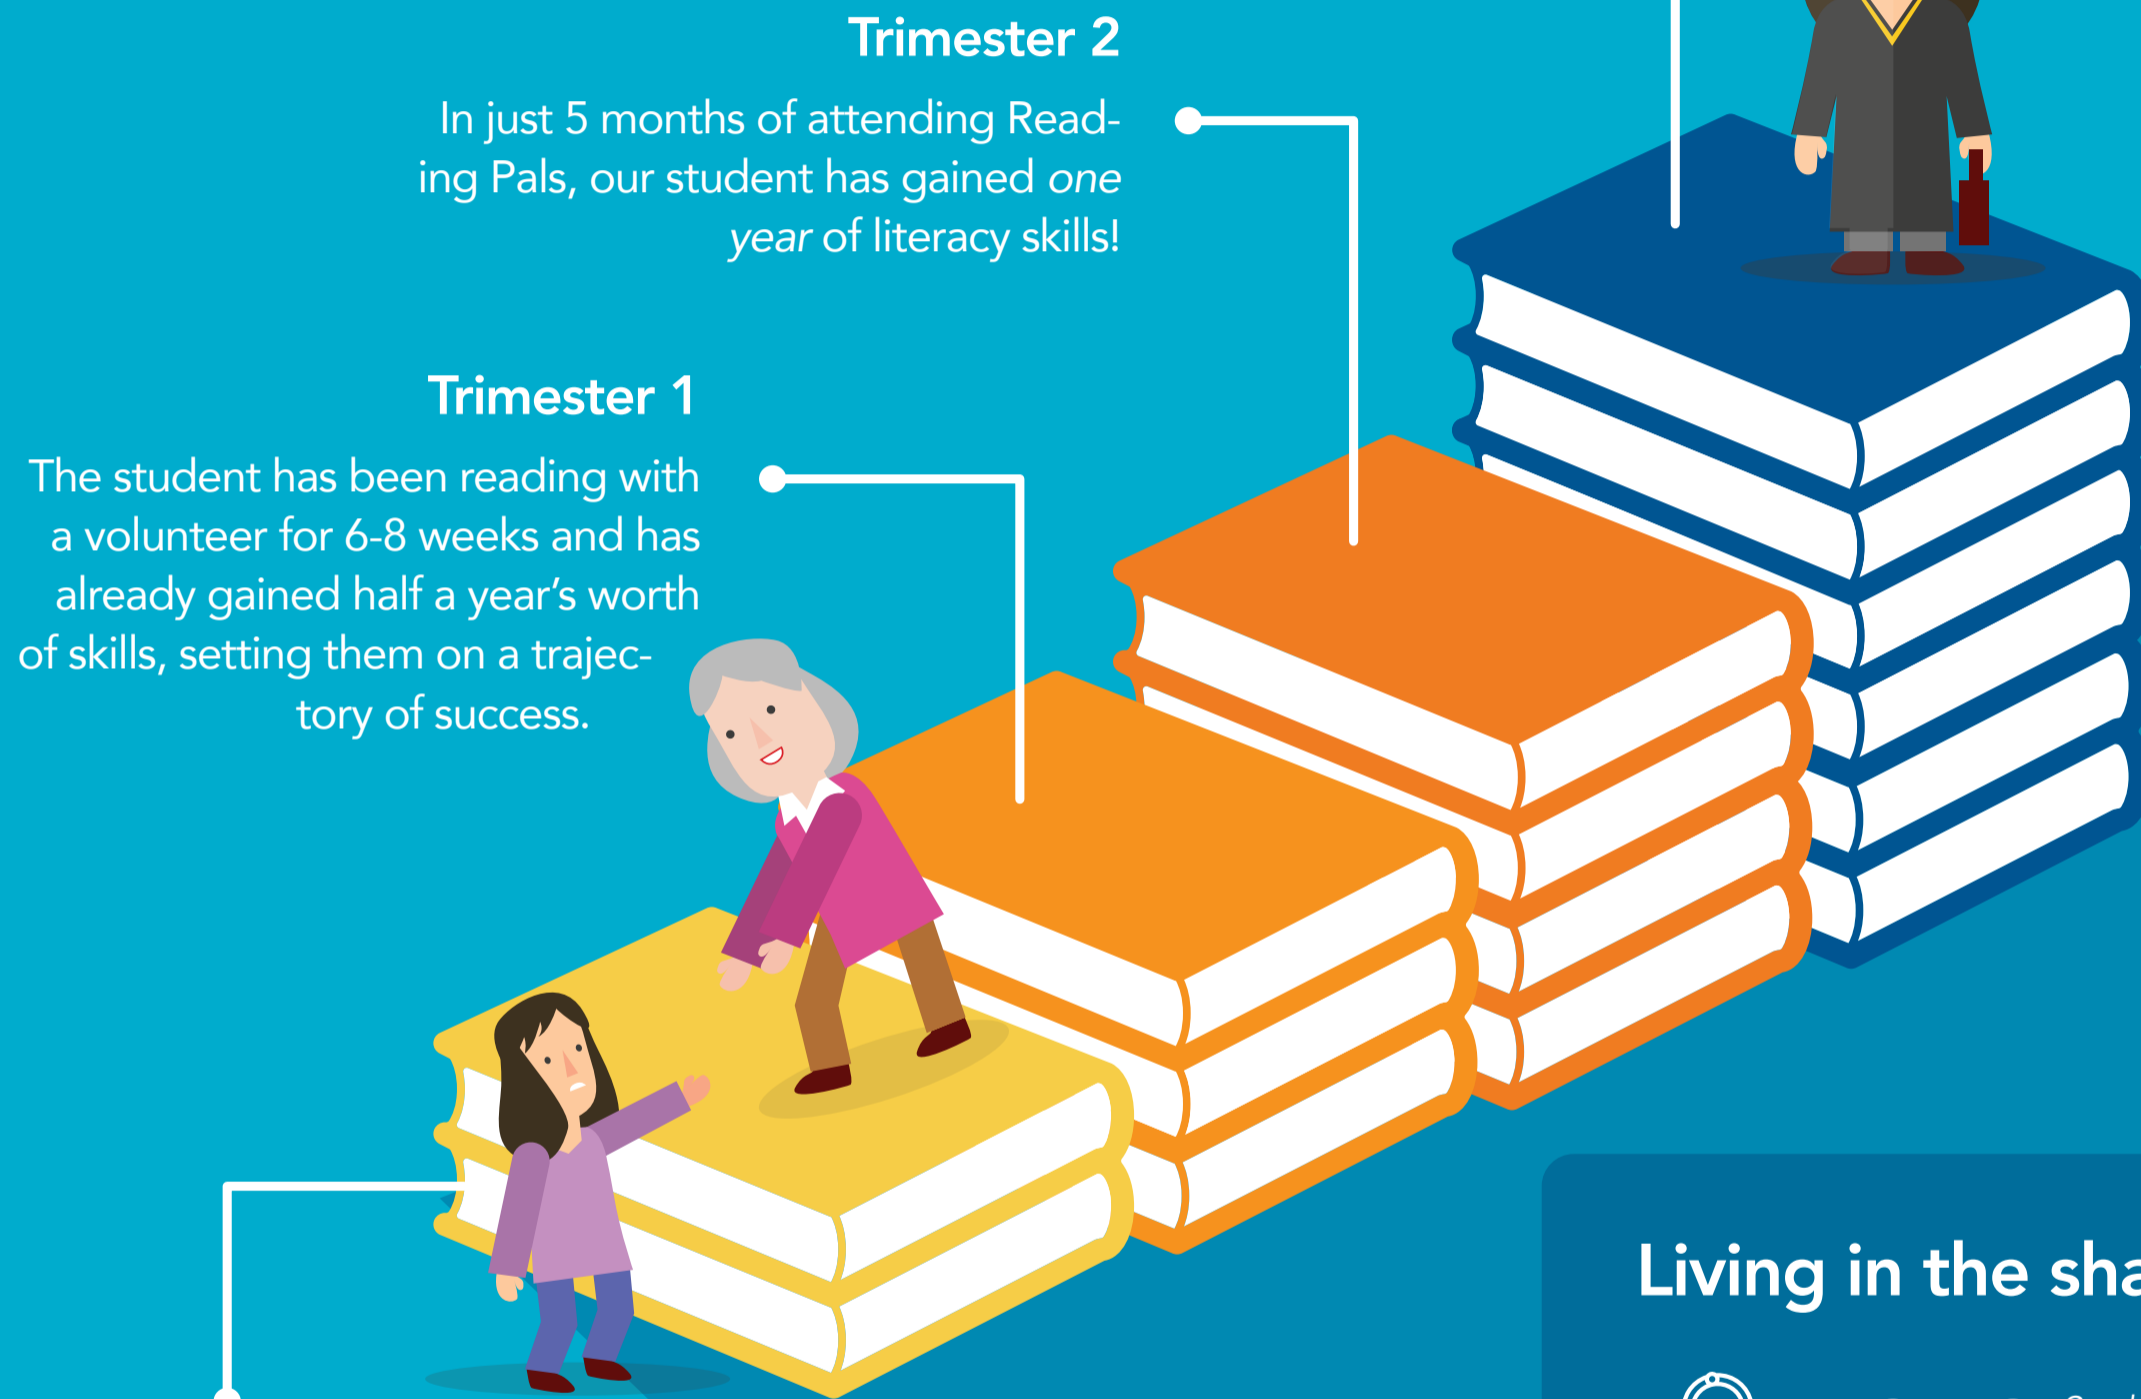 Trimester 2
In just 5 months of attending Read-
ing Pals, our student has gained one
year of literacy skills!
Trimester 1
The student has been reading with
a volunteer for 6-8 weeks and has
already gained half a year’s worth
of skills, setting them on a trajec-
tory of success.
Living in the